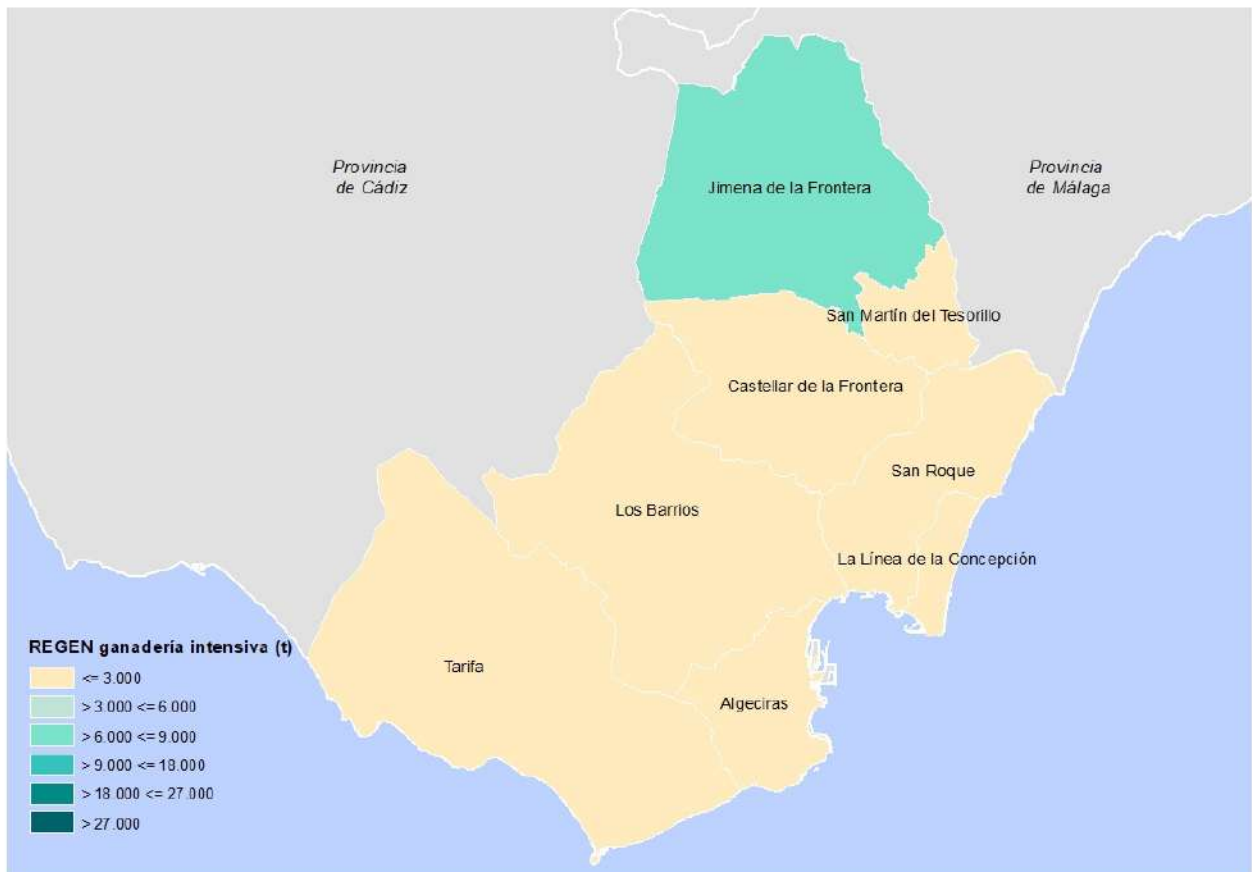 Provincia
de Cádiz
Provincia
de Málaga
Jimena de la Frontera
San Martín del Tesorillo
Castellar de la Frontera
San Roque
Los Barrios
La Línea de la Concepción
Tarifa
Algeciras
REGEN ganadería intensiva (t)
<= 3.000
> 3.000 <= 6.000
> 6.000 <= 9.000
> 9.000 <= 18.000
> 18.000 <= 27.000
> 27.000